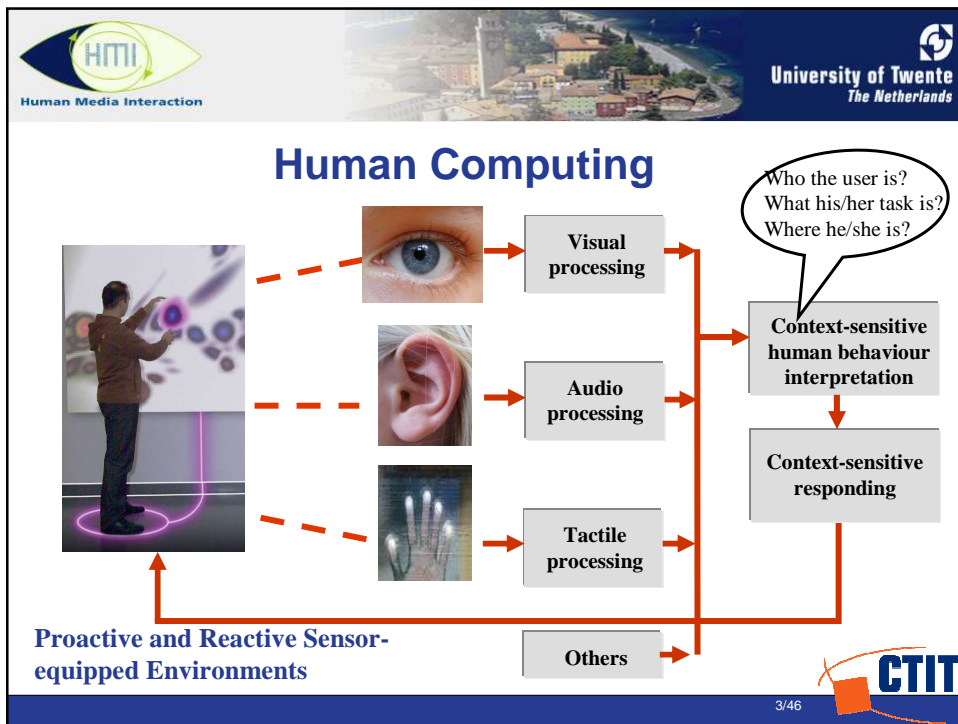 HMI
Human Media Interaction
University of Twente
The Netherlands
Human Computing
Who the user is?
What his/her task is?
Where he/she is?
Visual
processing
Audio
processing
Tactile
processing
Others
Context-sensitive
human behaviour
interpretation
Context-sensitive
responding
Proactive and Reactive Sensor-
equipped Environments
CTIT
3/46